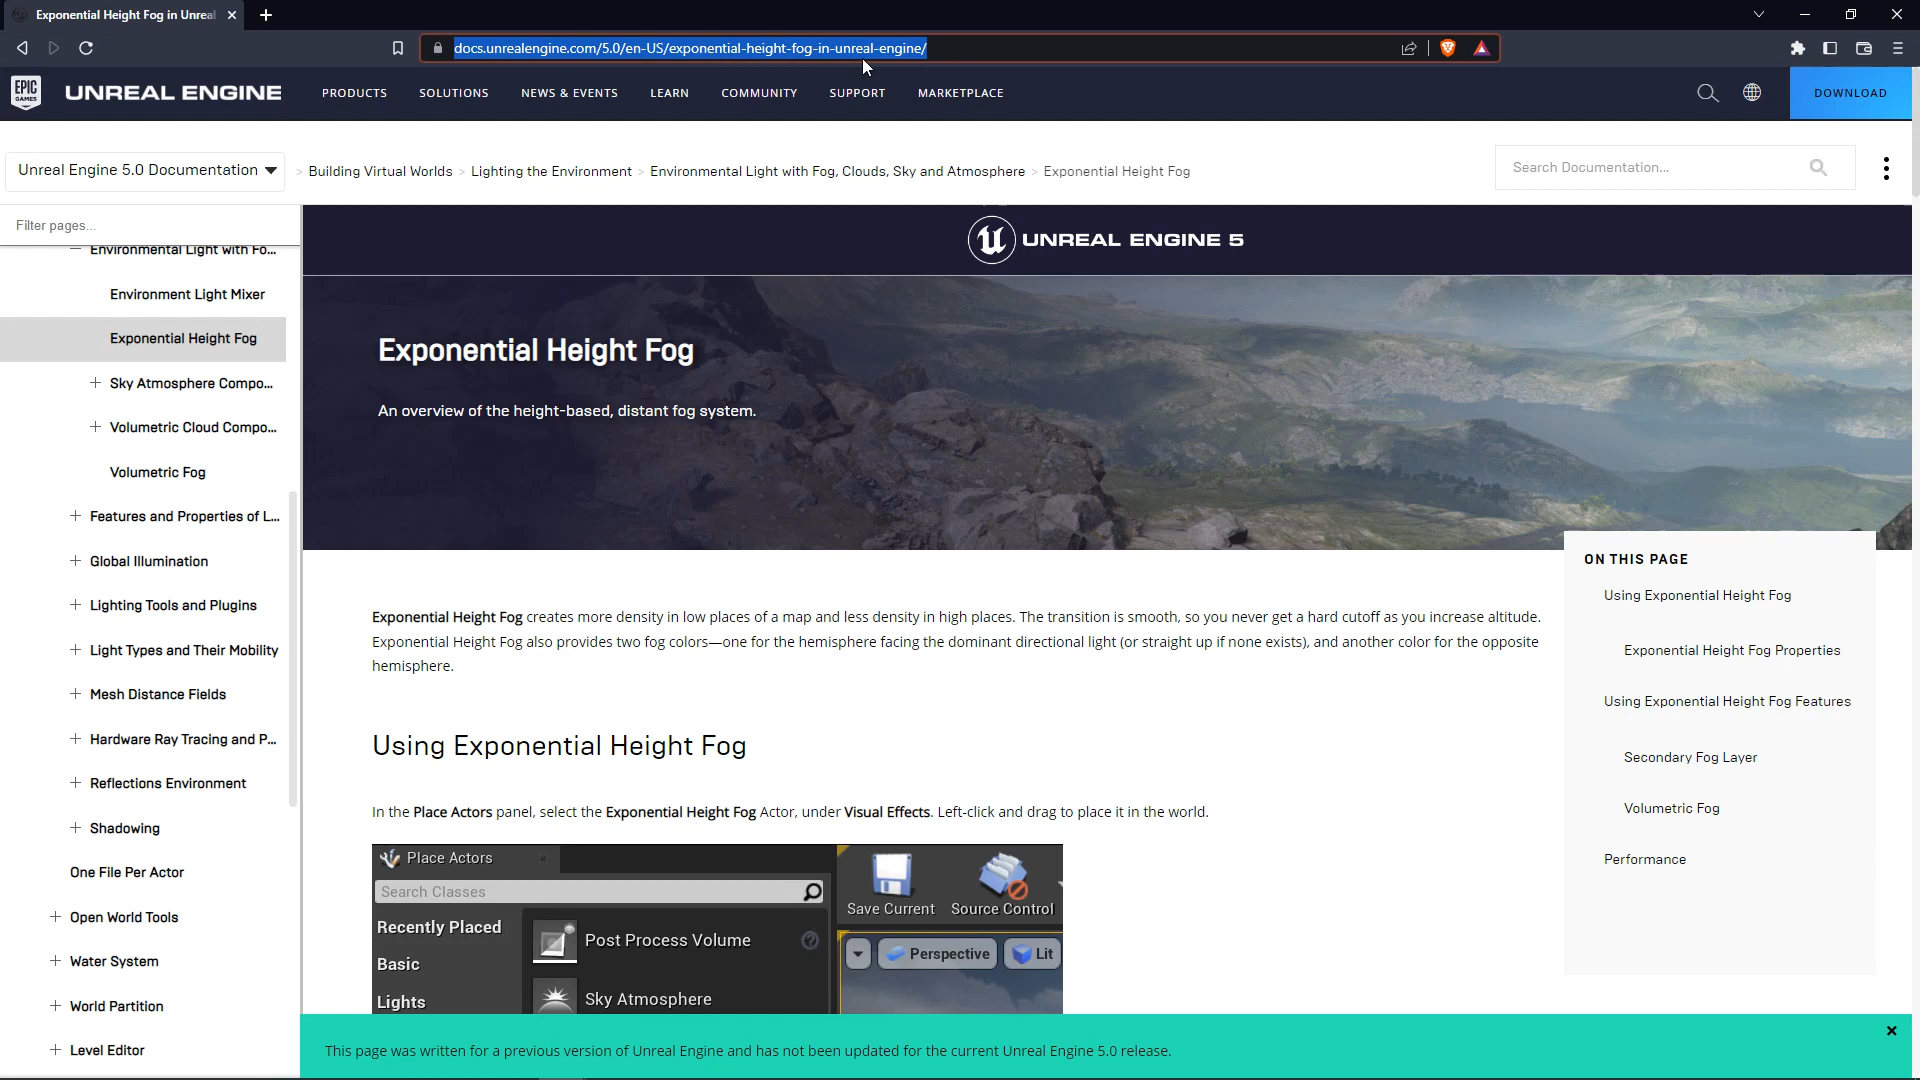 Exponential Height Fog in Unreal
docs.unrealengine.com/5.0/en-US/exponential-height-fog-in-unreal-engine/
EPIC GAMES
UNREAL ENGINE
PRODUCTS
SOLUTIONS
NEWS & EVENTS
LEARN
COMMUNITY
SUPPORT
MARKETPLACE
DOWNLOAD
Unreal Engine 5.0 Documentation
> Building Virtual Worlds > Lighting the Environment > Environmental Light with Fog, Clouds, Sky and Atmosphere > Exponential Height Fog
Search Documentation...
Filter pages...
Environmental Light with Fo...
Environment Light Mixer
Exponential Height Fog
Sky Atmosphere Compo...
Volumetric Cloud Compo...
Volumetric Fog
Features and Properties of L...
Global Illumination
Lighting Tools and Plugins
Light Types and Their Mobility
Mesh Distance Fields
Hardware Ray Tracing and P...
Reflections Environment
Shadowing
One File Per Actor
Open World Tools
Water System
World Partition
Level Editor
UNREAL ENGINE 5
Exponential Height Fog
An overview of the height-based, distant fog system.
Exponential Height Fog creates more density in low places of a map and less density in high places. The transition is smooth, so you never get a hard cutoff as you increase altitude.
Exponential Height Fog also provides two fog colors—one for the hemisphere facing the dominant directional light (or straight up if none exists), and another color for the opposite
hemisphere.
Using Exponential Height Fog
In the Place Actors panel, select the Exponential Height Fog Actor, under Visual Effects. Left-click and drag to place it in the world.
Place Actors
Search Classes
Recently Placed
Basic
Lights
Post Process Volume
Sky Atmosphere
Save Current
Source Control
Perspective
Lit
ON THIS PAGE
Using Exponential Height Fog
Exponential Height Fog Properties
Using Exponential Height Fog Features
Secondary Fog Layer
Volumetric Fog
Performance
This page was written for a previous version of Unreal Engine and has not been updated for the current Unreal Engine 5.0 release.